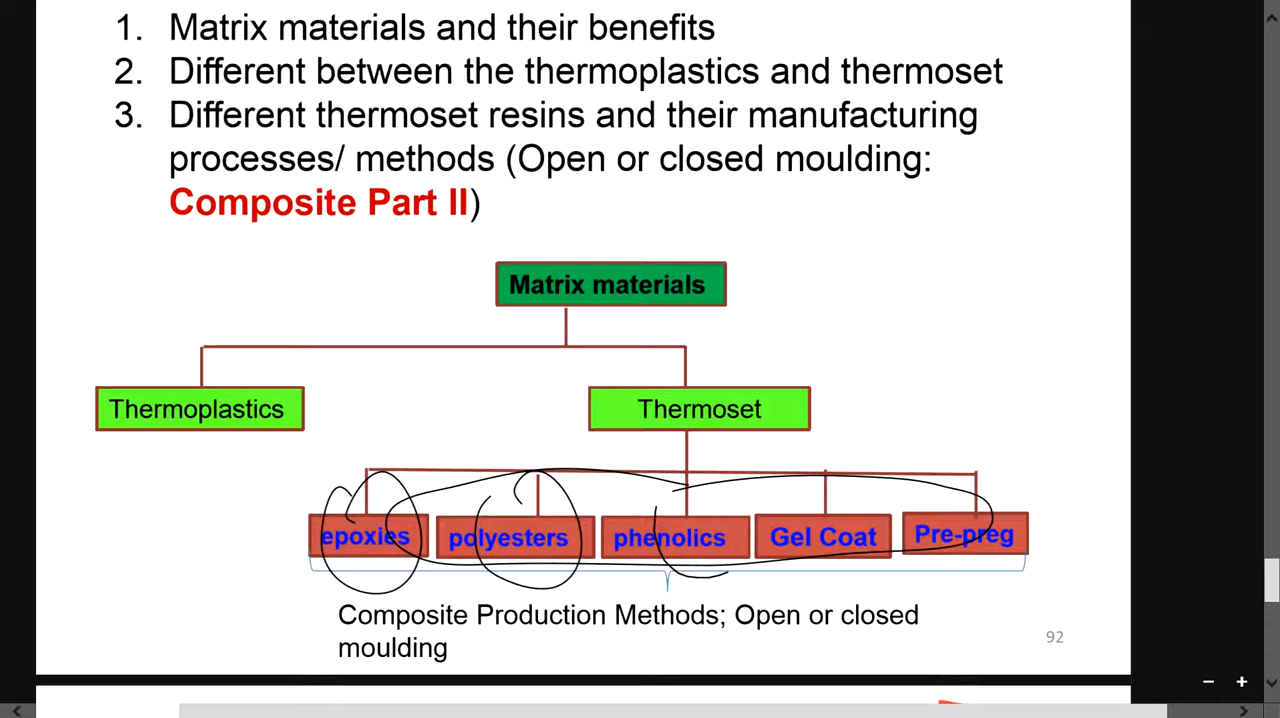 1. Matrix materials and their benefits
2. Different between the thermoplastics and thermoset
3. Different thermoset resins and their manufacturing
processes/ methods (Open or closed moulding:
Composite Part II)
Matrix materials
Thermoplastics
Thermoset
epoxies
polyesters
phenolics
Gel Coat
Pre-preg
Composite Production Methods; Open or closed
moulding
92